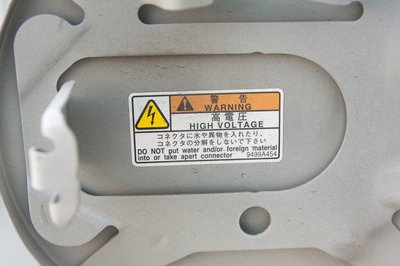 警告
WARNING
高電圧
HIGH VOLTAGE
コネクタに水や異物を入れたり、
コネクタの分解をしないで下さい
DO NOT put water and/or foreign material
into or take apart connector 9499A454